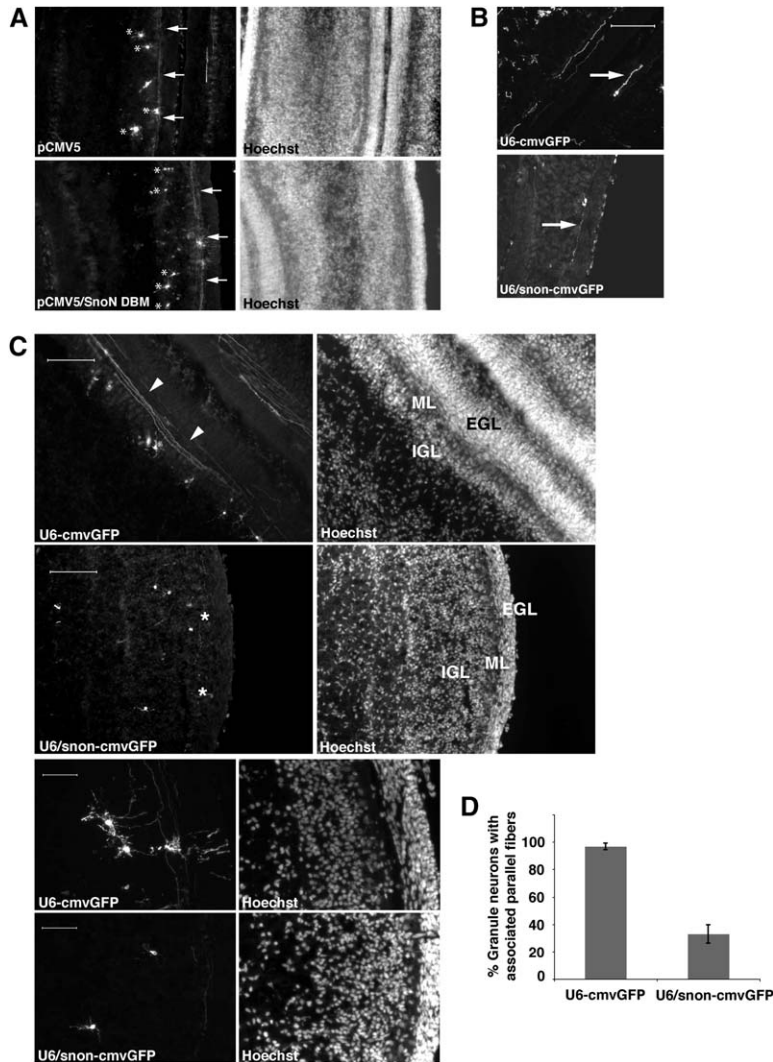 A
pCMV5
Hoechst
pCMV5/SnoN DBM
Hoechst
B
U6-cmvGFP
U6/snon-cmvGFP
C
U6-cmvGFP
ML
EGL
IGL
Hoechst
U6/snon-cmvGFP
EGL
ML
IGL
Hoechst
U6-cmvGFP
Hoechst
U6/snon-cmvGFP
Hoechst
D
% Granule neurons with
associated parallel fibers
100
80
60
40
20
0
U6-cmvGFP
U6/snon-cmvGFP